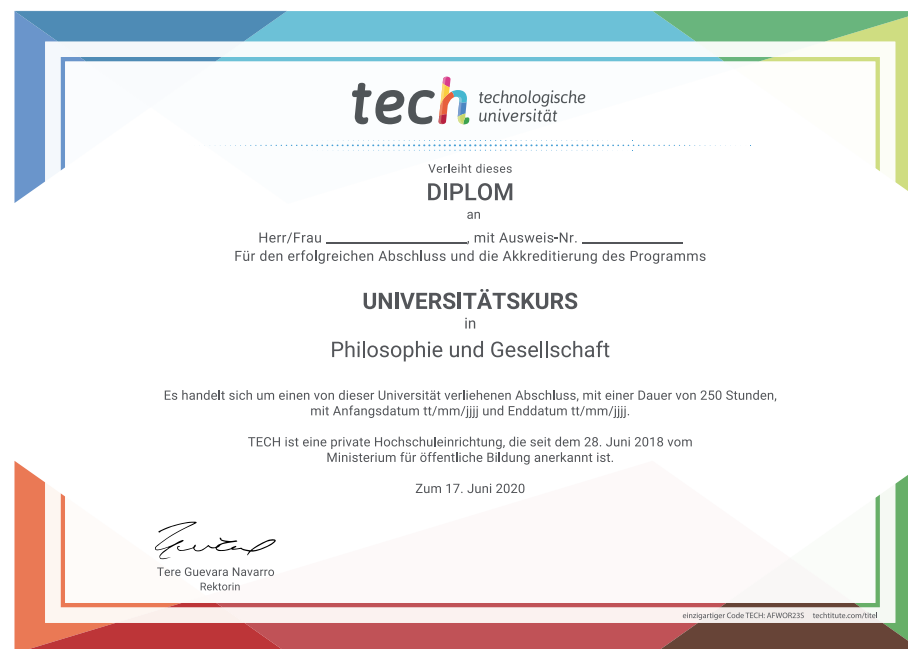 tech technologische
universität
Verleiht dieses
DIPLOM
an
Herr/Frau ____________, mit Ausweis-Nr. ____________
Für den erfolgreichen Abschluss und die Akkreditierung des Programms
UNIVERSITÄTSKURS
in
Philosophie und Gesellschaft
Es handelt sich um einen von dieser Universität verliehenen Abschluss, mit einer Dauer von 250 Stunden,
mit Anfangsdatum tt/mm/jjjj und Enddatum tt/mm/jjjj.
TECH ist eine private Hochschuleinrichtung, die seit dem 28. Juni 2018 vom
Ministerium für öffentliche Bildung anerkannt ist.
Zum 17. Juni 2020
Tere Guevara Navarro
Rektorin
einzigartiger Code TECH: AFWOR23S techtitute.com/titel